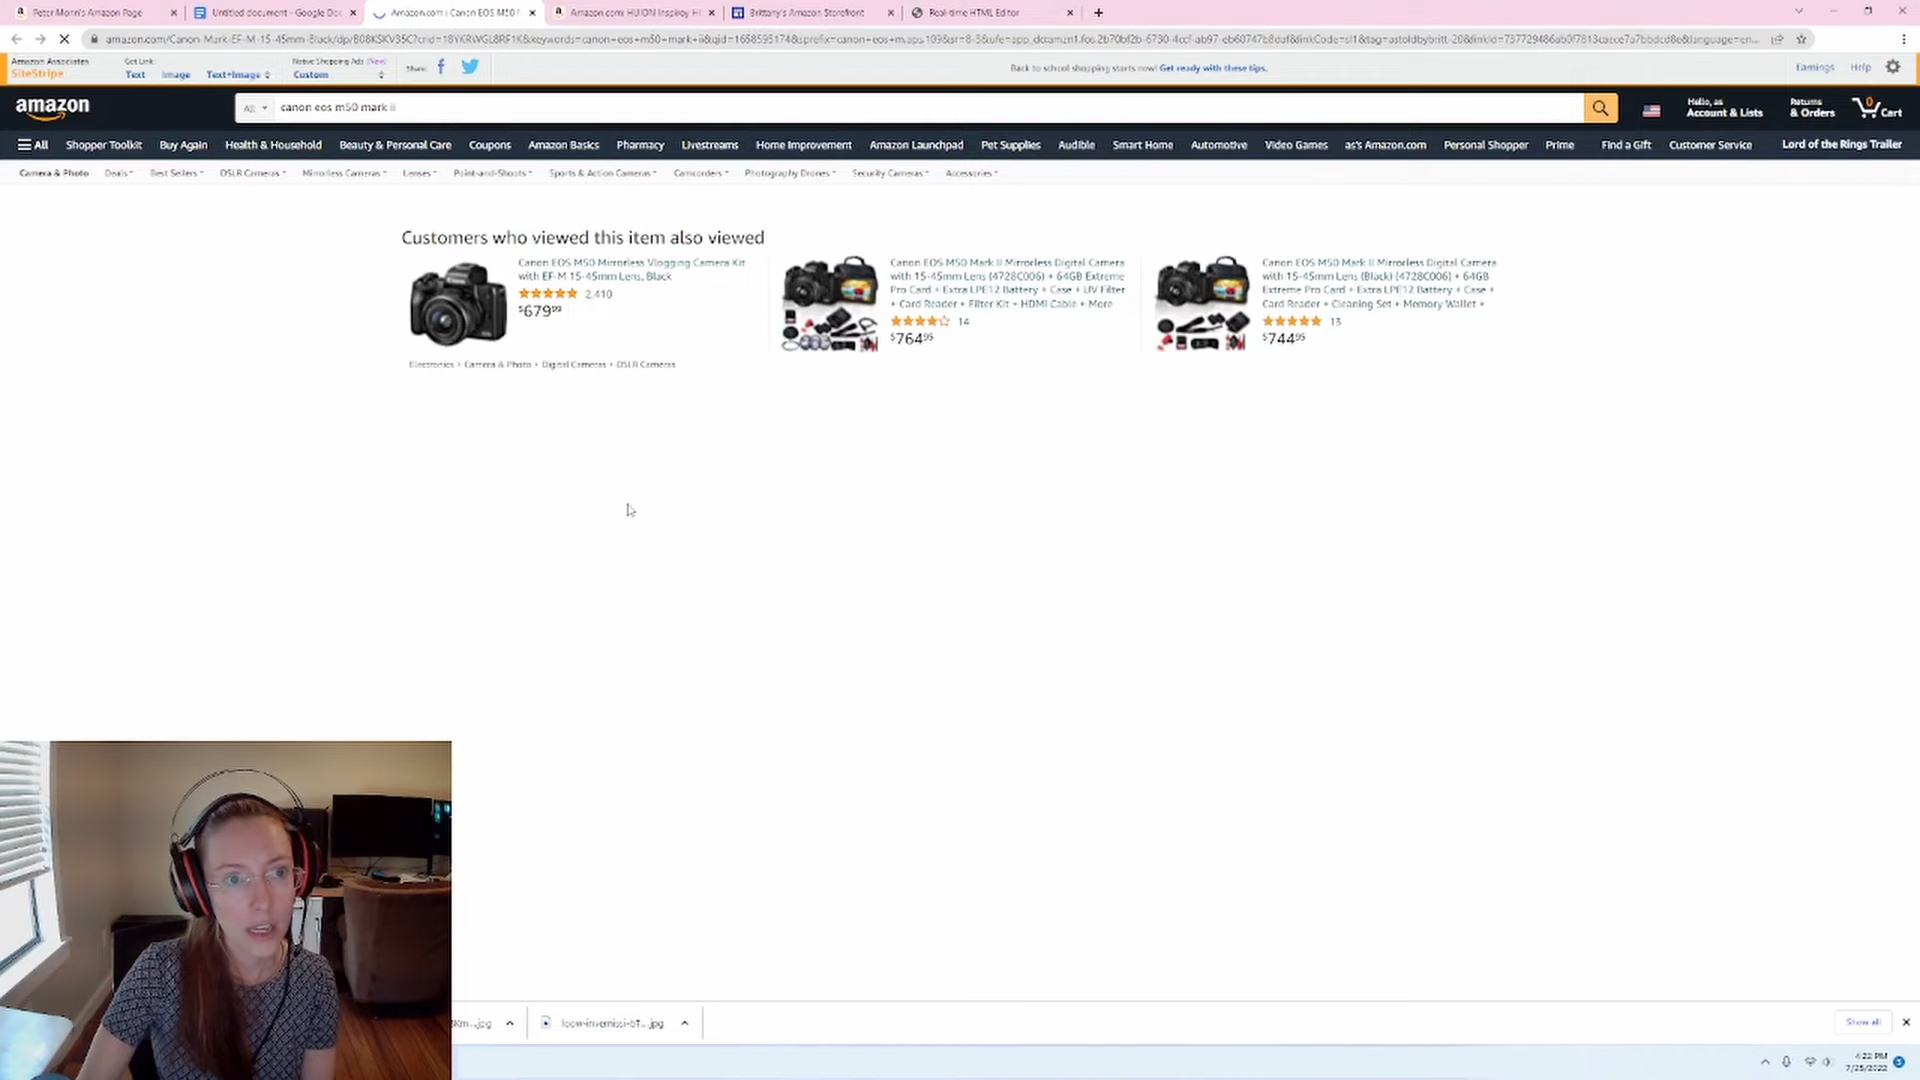 Peter Monn's Amazon Page
Untitled document - Google Doc
Amazon.com : Canon EOS M50
Amazon.com: HUION Inspiroy H
Brittany's Amazon Storefront
Real-time HTML Editor
Amazon Associates
SiteStripe
Get Link:
Text Image Text+Image
Native Shopping Ads (New)
Custom
Share:
Back to school shopping starts now! Get ready with these tips.
Earnings Help
amazon
All
canon eos m50 mark ii
Hello, as
Account & Lists
Returns
& Orders
0
Cart
All Shopper Toolkit Buy Again Health & Household Beauty & Personal Care Coupons Amazon Basics Pharmacy Livestreams Home Improvement Amazon Launchpad Pet Supplies Audible Smart Home Automotive Video Games as's Amazon.com Personal Shopper Prime Find a Gift Customer Service Lord of the Rings Trailer
Camera & Photo Deals Best Sellers DSLR Cameras Mirrorless Cameras Lenses Point-and-Shoots Sports & Action Cameras Camcorders Photography Drones Security Cameras Accessories
Customers who viewed this item also viewed
Canon EOS M50 Mirrorless Vlogging Camera Kit
with EF-M 15-45mm Lens, Black
2,410
$679.99
Canon EOS M50 Mark II Mirrorless Digital Camera
with 15-45mm Lens (4728C006) + 64GB Extreme
Pro Card + Extra LPE12 Battery + Case + UV Filter
+ Card Reader + Filter Kit + HDMI Cable + More
14
$764.95
Canon EOS M50 Mark II Mirrorless Digital Camera
with 15-45mm Lens (Black) (4728C006) + 64GB
Extreme Pro Card + Extra LPE12 Battery + Case +
Card Reader + Cleaning Set + Memory Wallet +
13
$744.95
Electronics › Camera & Photo › Digital Cameras › DSLR Cameras
Show all
4:22 PM
7/25/2022